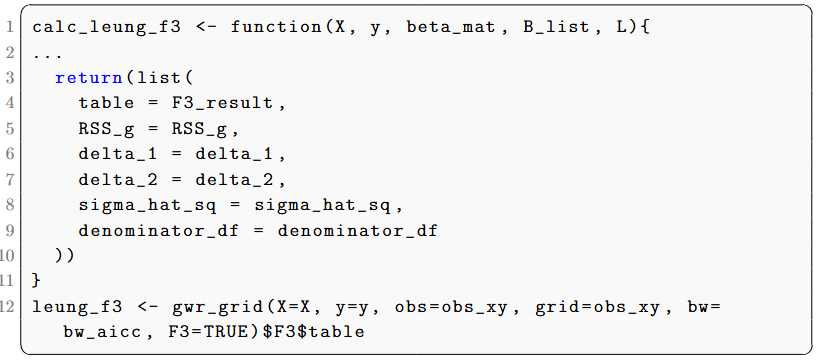 1 calc_leung_f3 <- function(X, y, beta_mat, B_list, L){
2 ...
3   return(list(
4     table = F3_result,
5     RSS_g = RSS_g,
6     delta_1 = delta_1,
7     delta_2 = delta_2,
8     sigma_hat_sq = sigma_hat_sq,
9     denominator_df = denominator_df
10   ))
11 }
12 leung_f3 <- gwr_grid(X=X, y=y, obs=obs_xy, grid=obs_xy, bw=
bw_aicc, F3=TRUE)$F3$table